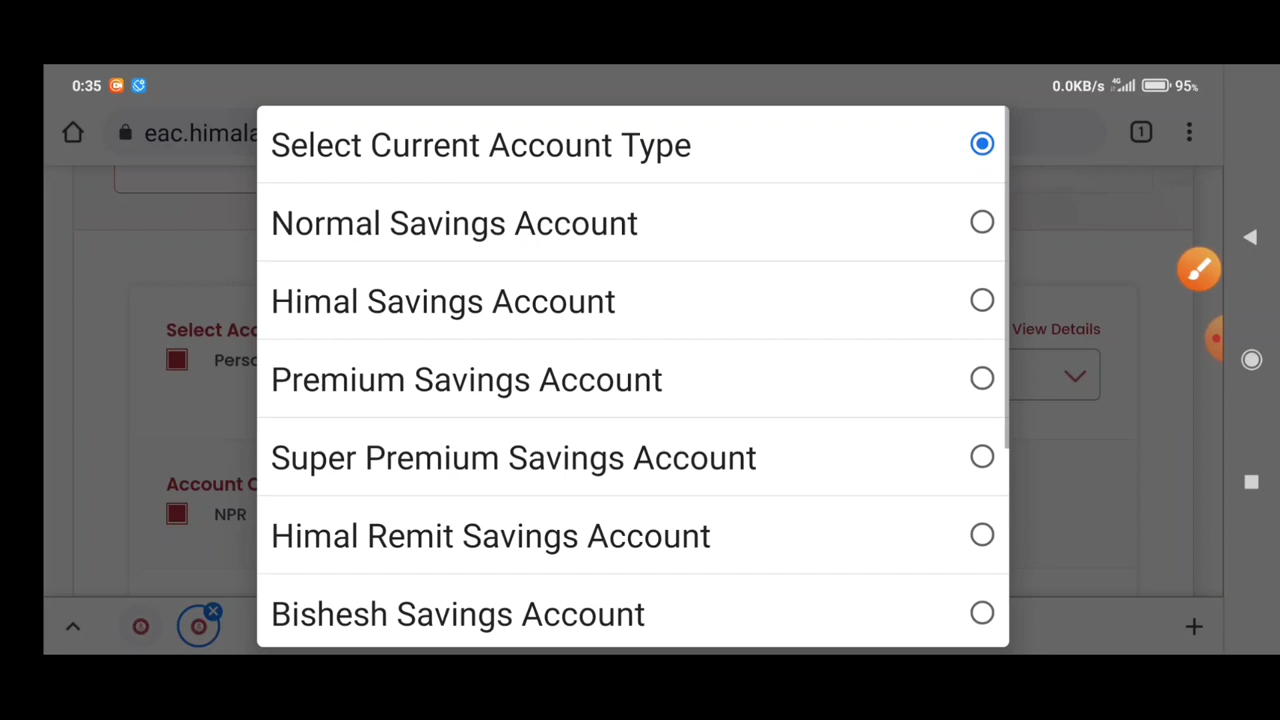 0:35
0.0KB/s 4G 95%
eac.himala
1
Select Current Account Type
Normal Savings Account
Himal Savings Account
Premium Savings Account
Super Premium Savings Account
Himal Remit Savings Account
Bishesh Savings Account
Select Acc
View Details
Perso
Account C
NPR